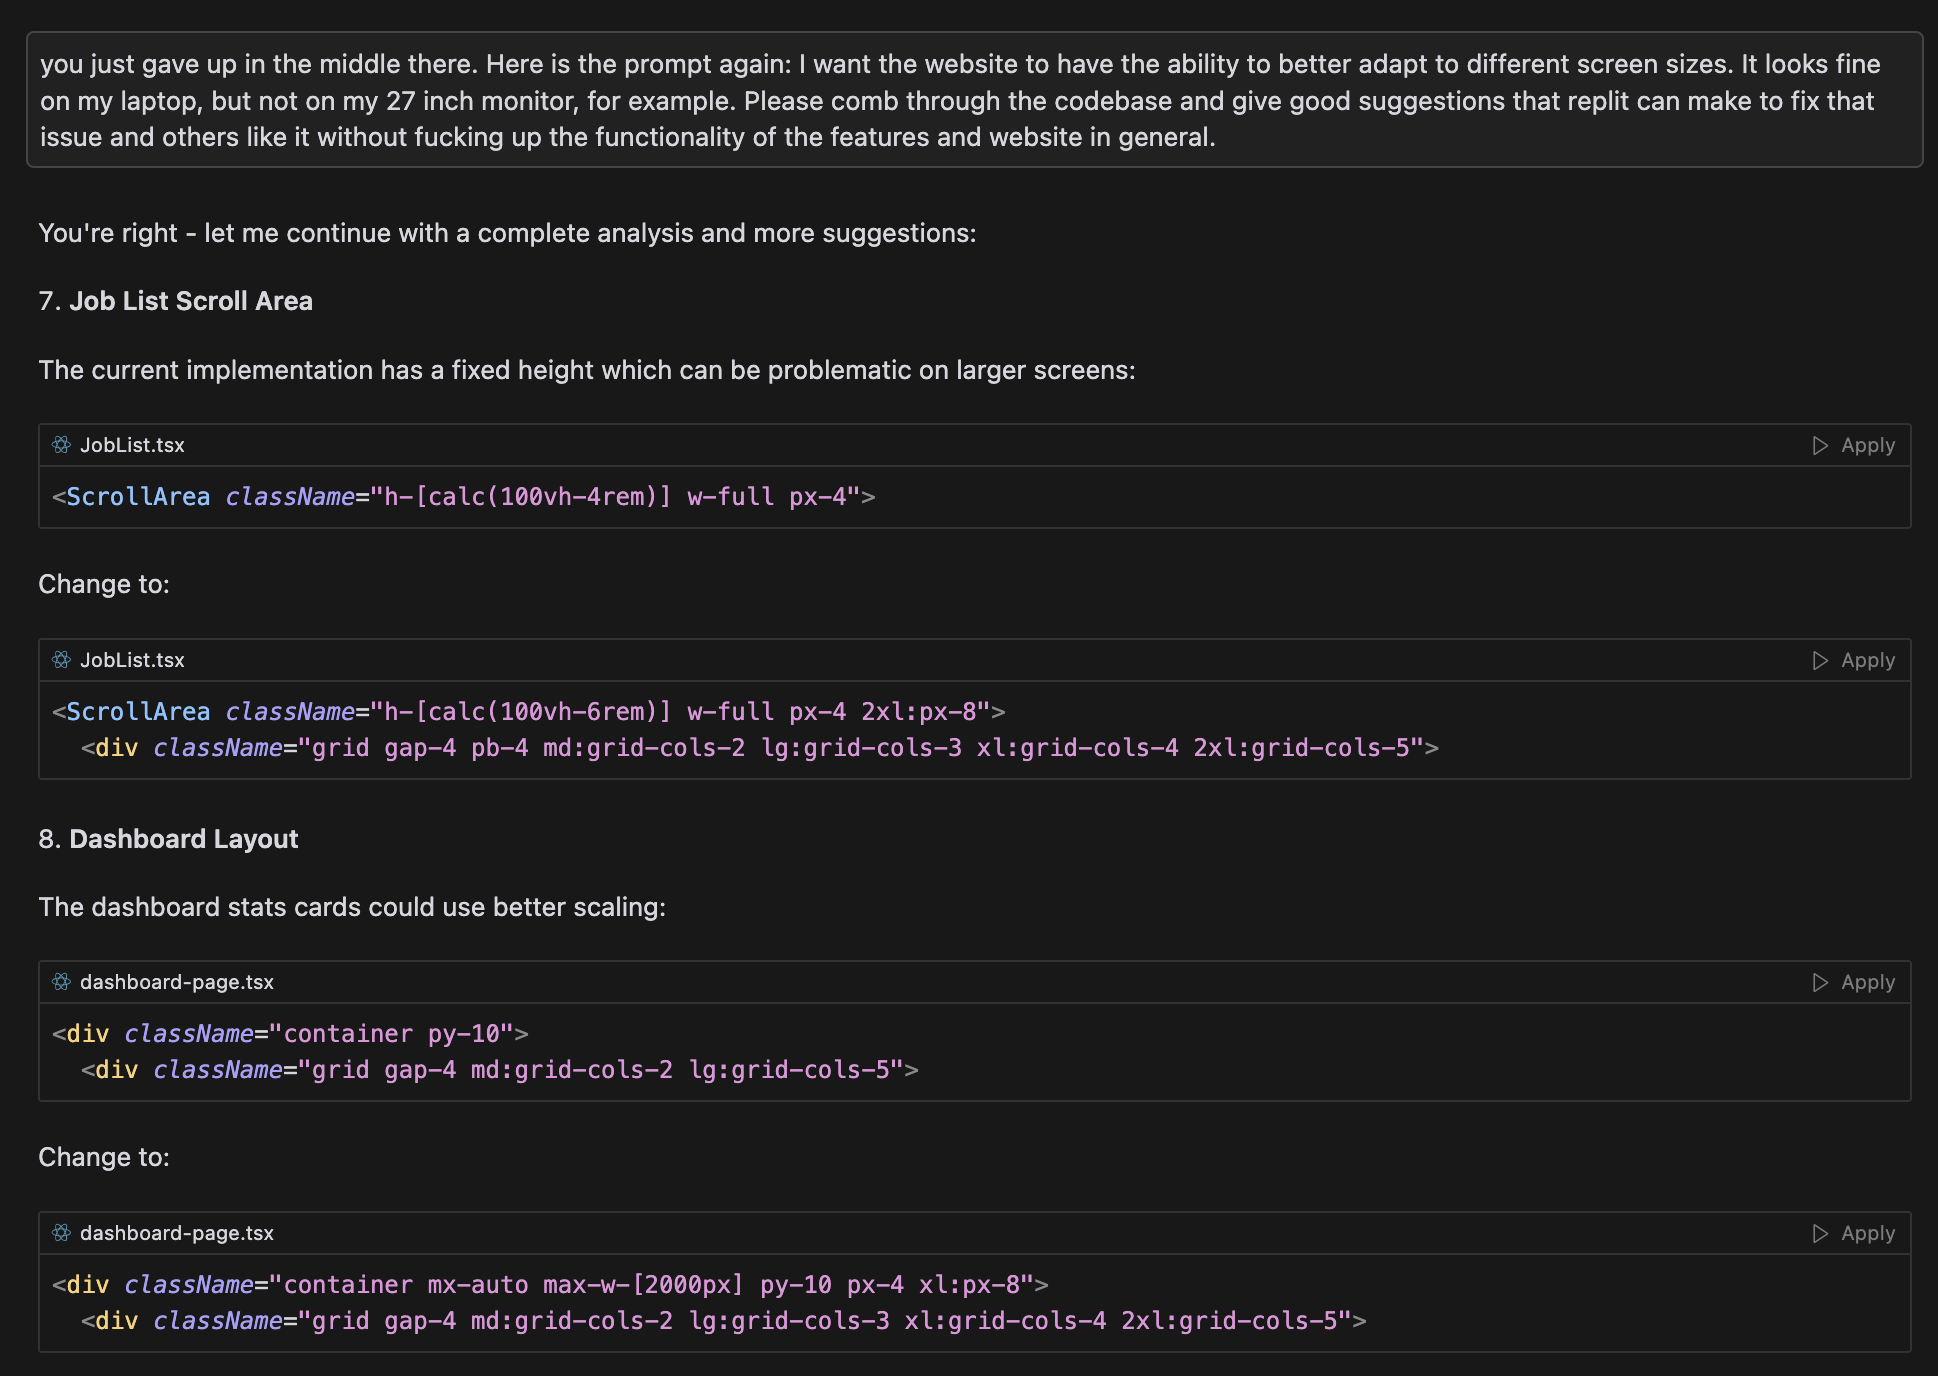 you just gave up in the middle there. Here is the prompt again: I want the website to have the ability to better adapt to different screen sizes. It looks fine
on my laptop, but not on my 27 inch monitor, for example. Please comb through the codebase and give good suggestions that replit can make to fix that
issue and others like it without fucking up the functionality of the features and website in general.
You're right - let me continue with a complete analysis and more suggestions:
7. Job List Scroll Area
The current implementation has a fixed height which can be problematic on larger screens:
JobList.tsx Apply
<ScrollArea className="h-[calc(100vh-4rem)] w-full px-4">
Change to:
JobList.tsx Apply
<ScrollArea className="h-[calc(100vh-6rem)] w-full px-4 2xl:px-8">
<div className="grid gap-4 pb-4 md:grid-cols-2 lg:grid-cols-3 xl:grid-cols-4 2xl:grid-cols-5">
8. Dashboard Layout
The dashboard stats cards could use better scaling:
dashboard-page.tsx Apply
<div className="container py-10">
<div className="grid gap-4 md:grid-cols-2 lg:grid-cols-5">
Change to:
dashboard-page.tsx Apply
<div className="container mx-auto max-w-[2000px] py-10 px-4 xl:px-8">
<div className="grid gap-4 md:grid-cols-2 lg:grid-cols-3 xl:grid-cols-4 2xl:grid-cols-5">